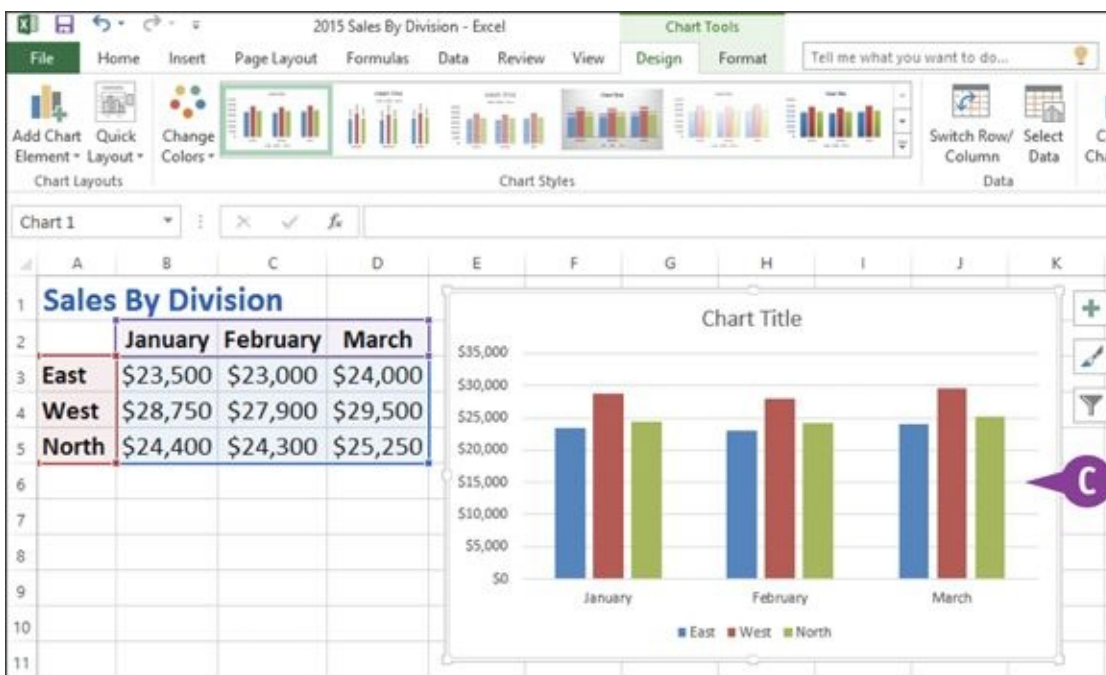 2015 Sales By Division - Excel
Chart Tools
File Home Insert Page Layout Formulas Data Review View Design Format Tell me what you want to do...
Add Chart Element Quick Layout Change Colors Switch Row/ Column Select Data
Chart Layouts Chart Styles Data
Chart 1 fx
A B C D E F G H I J K
1 Sales By Division
2 January February March
3 East $23,500 $23,000 $24,000
4 West $28,750 $27,900 $29,500
5 North $24,400 $24,300 $25,250
6
7
8
9
10
11
Chart Title
$35,000
$30,000
$25,000
$20,000
$15,000
$10,000
$5,000
$0
January February March
East West North
C